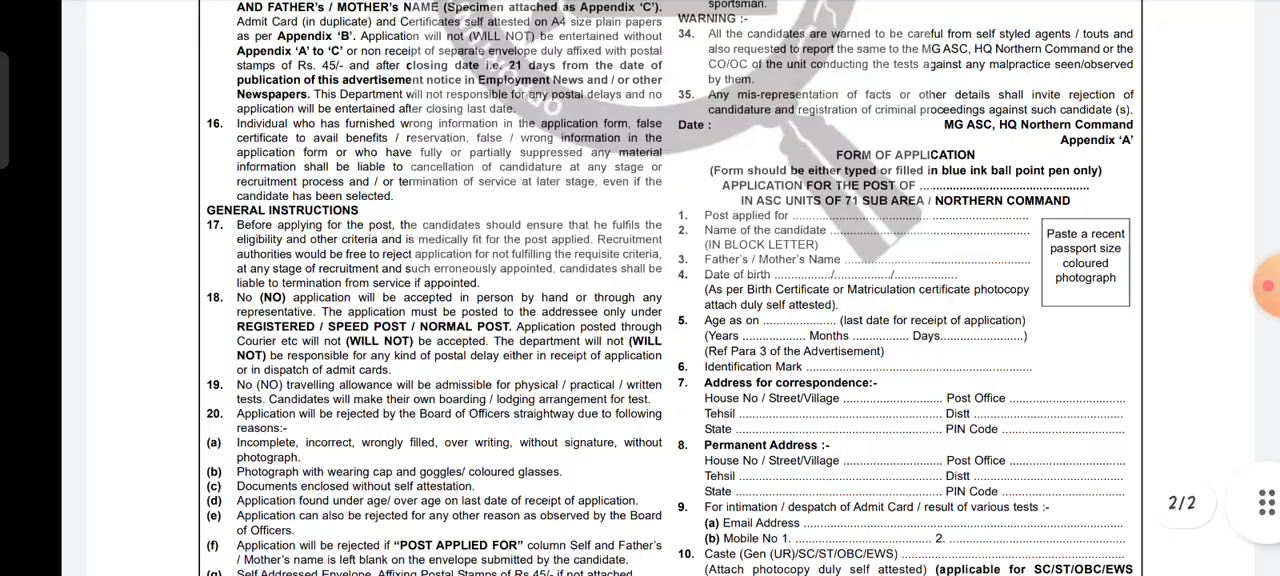 AND FATHER's / MOTHER's NAME (Specimen attached as Appendix 'C').
Admit Card (in duplicate) and Certificates self attested on A4 size plain papers
as per Appendix 'B'. Application will not (WILL NOT) be entertained without
Appendix 'A' to 'C' or non receipt of separate envelope duly affixed with postal
stamps of Rs. 45/- and after closing date i.e. 21 days from the date of
publication of this advertisement notice in Employment News and / or other
Newspapers. This Department will not responsible for any postal delays and no
application will be entertained after closing last date.
16. Individual who has furnished wrong information in the application form, false
certificate to avail benefits / reservation, false / wrong information in the
application form or who have fully or partially suppressed any material
information shall be liable to cancellation of candidature at any stage or
recruitment process and / or termination of service at later stage, even if the
candidate has been selected.
GENERAL INSTRUCTIONS
17. Before applying for the post, the candidates should ensure that he fulfils the
eligibility and other criteria and is medically fit for the post applied. Recruitment
authorities would be free to reject application for not fulfilling the requisite criteria,
at any stage of recruitment and such erroneously appointed, candidates shall be
liable to termination from service if appointed.
18. No (NO) application will be accepted in person by hand or through any
representative. The application must be posted to the addressee only under
REGISTERED / SPEED POST / NORMAL POST. Application posted through
Courier etc will not (WILL NOT) be accepted. The department will not (WILL
NOT) be responsible for any kind of postal delay either in receipt of application
or in dispatch of admit cards.
19. No (NO) travelling allowance will be admissible for physical / practical / written
tests. Candidates will make their own boarding / lodging arrangement for test.
20. Application will be rejected by the Board of Officers straightway due to following
reasons:-
(a) Incomplete, incorrect, wrongly filled, over writing, without signature, without
photograph.
(b) Photograph with wearing cap and goggles/ coloured glasses.
(c) Documents enclosed without self attestation.
(d) Application found under age/ over age on last date of receipt of application.
(e) Application can also be rejected for any other reason as observed by the Board
of Officers.
(f) Application will be rejected if "POST APPLIED FOR" column Self and Father's
/ Mother's name is left blank on the envelope submitted by the candidate.
(g) Self Addressed Envelope, Affixing Postal Stamps of Rs 45/- if not attached
sportsman.
WARNING :-
34. All the candidates are warned to be careful from self styled agents / touts and
also requested to report the same to the MG ASC, HQ Northern Command or the
CO/OC of the unit conducting the tests against any malpractice seen/observed
by them.
35. Any mis-representation of facts or other details shall invite rejection of
candidature and registration of criminal proceedings against such candidate (s).
Date : MG ASC, HQ Northern Command
Appendix 'A'
FORM OF APPLICATION
(Form should be either typed or filled in blue ink ball point pen only)
APPLICATION FOR THE POST OF ..........................................
IN ASC UNITS OF 71 SUB AREA / NORTHERN COMMAND
1. Post applied for ..........................................
2. Name of the candidate ..........................................
(IN BLOCK LETTER)
3. Father's / Mother's Name ..........................................
4. Date of birth ............../............../................
(As per Birth Certificate or Matriculation certificate photocopy
attach duly self attested).
Paste a recent
passport size
coloured
photograph
5. Age as on ...................... (last date for receipt of application)
(Years ................... Months ................. Days.........................)
(Ref Para 3 of the Advertisement)
6. Identification Mark ..........................................
7. Address for correspondence:-
House No / Street/Village ............................ Post Office ................................
Tehsil .......................................................... Distt ..........................................
State ........................................................... PIN Code ...................................
8. Permanent Address :-
House No / Street/Village ............................ Post Office ................................
Tehsil .......................................................... Distt ..........................................
State ........................................................... PIN Code ...................................
9. For intimation / despatch of Admit Card / result of various tests :-
(a) Email Address ..........................................
(b) Mobile No 1. .......................................... 2. ..........................................
10. Caste (Gen (UR)/SC/ST/OBC/EWS) ..........................................
(Attach photocopy duly self attested) (applicable for SC/ST/OBC/EWS
2/2